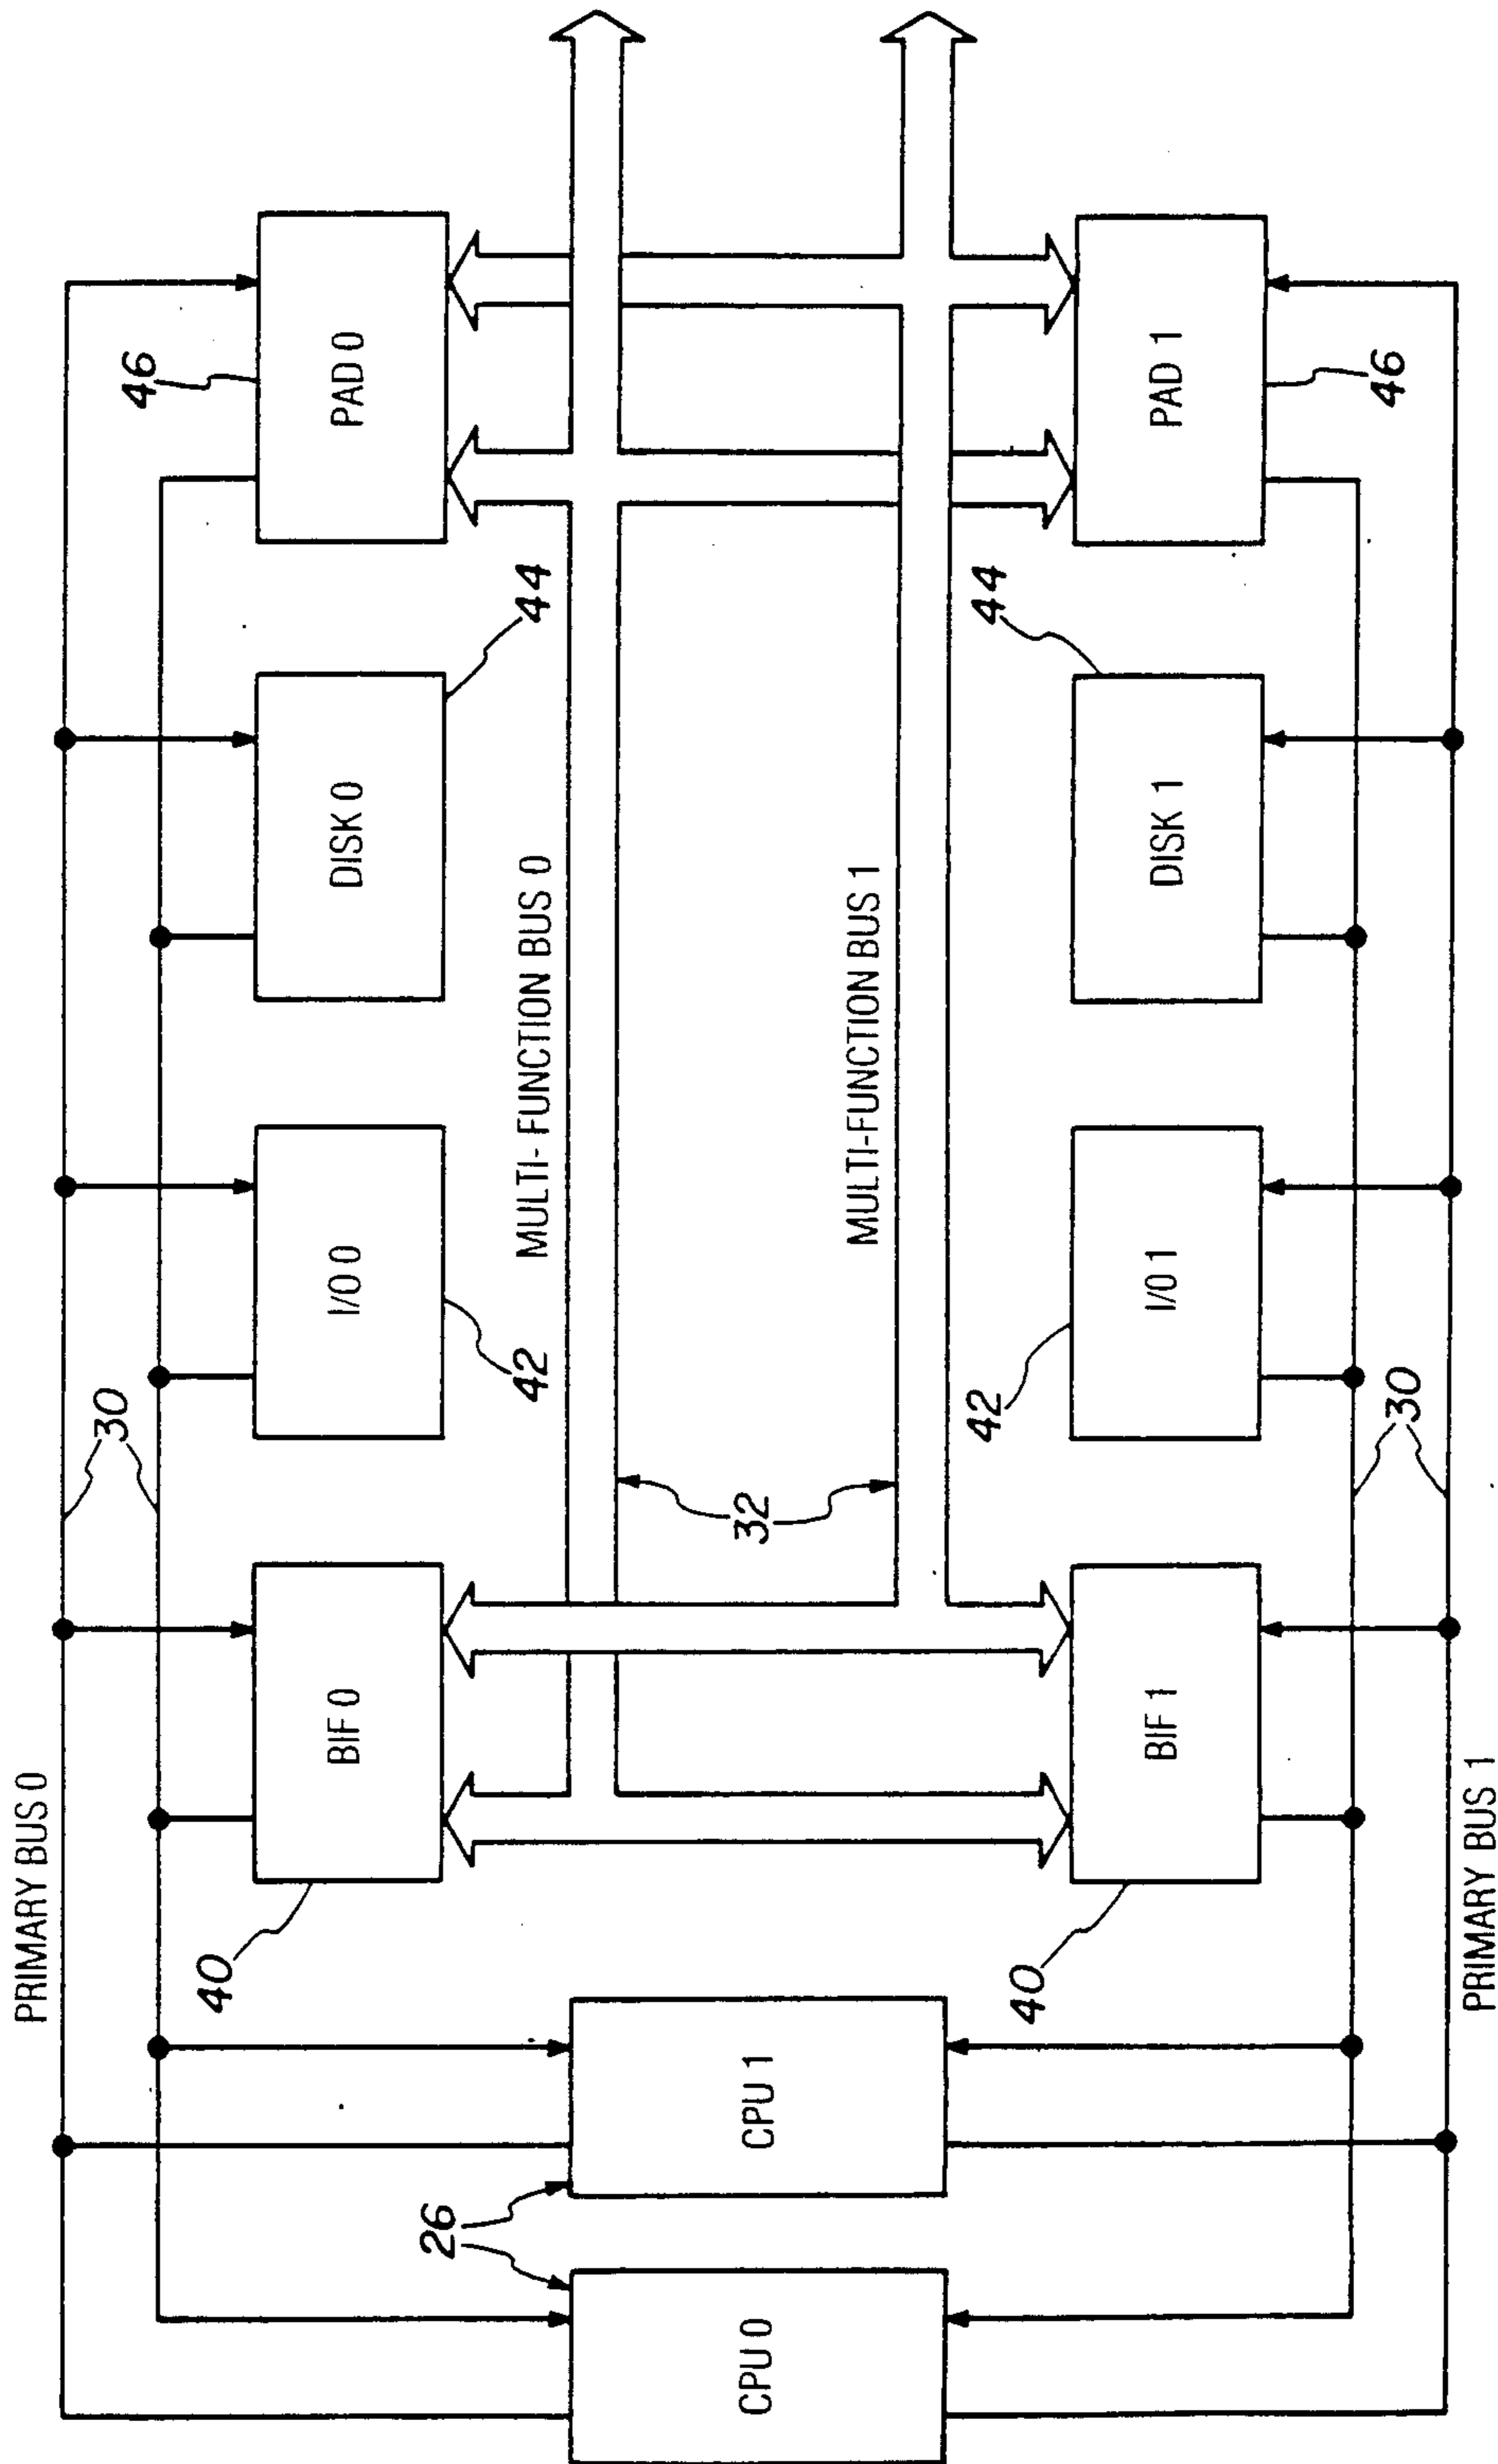 PRIMARY BUS 0
30
40
42
44
46
BIF 0
I/O 0
DISK 0
PAD 0
MULTI- FUNCTION BUS 0
26
CPU 0
CPU 1
32
MULTI-FUNCTION BUS 1
40
42
44
BIF 1
I/O 1
DISK 1
PAD 1
30
46
PRIMARY BUS 1